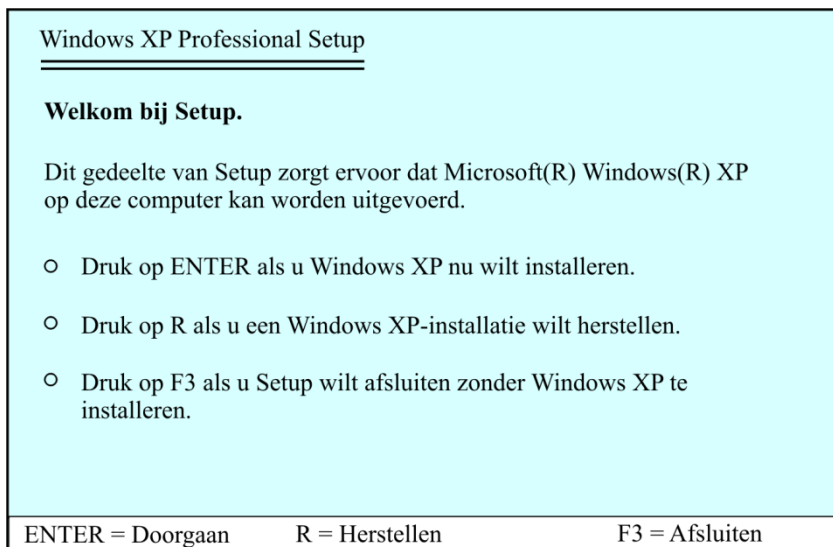 Windows XP Professional Setup
Welkom bij Setup.
Dit gedeelte van Setup zorgt ervoor dat Microsoft(R) Windows(R) XP
op deze computer kan worden uitgevoerd.
Druk op ENTER als u Windows XP nu wilt installeren.
Druk op R als u een Windows XP-installatie wilt herstellen.
Druk op F3 als u Setup wilt afsluiten zonder Windows XP te
installeren.
ENTER = Doorgaan R = Herstellen F3 = Afsluiten